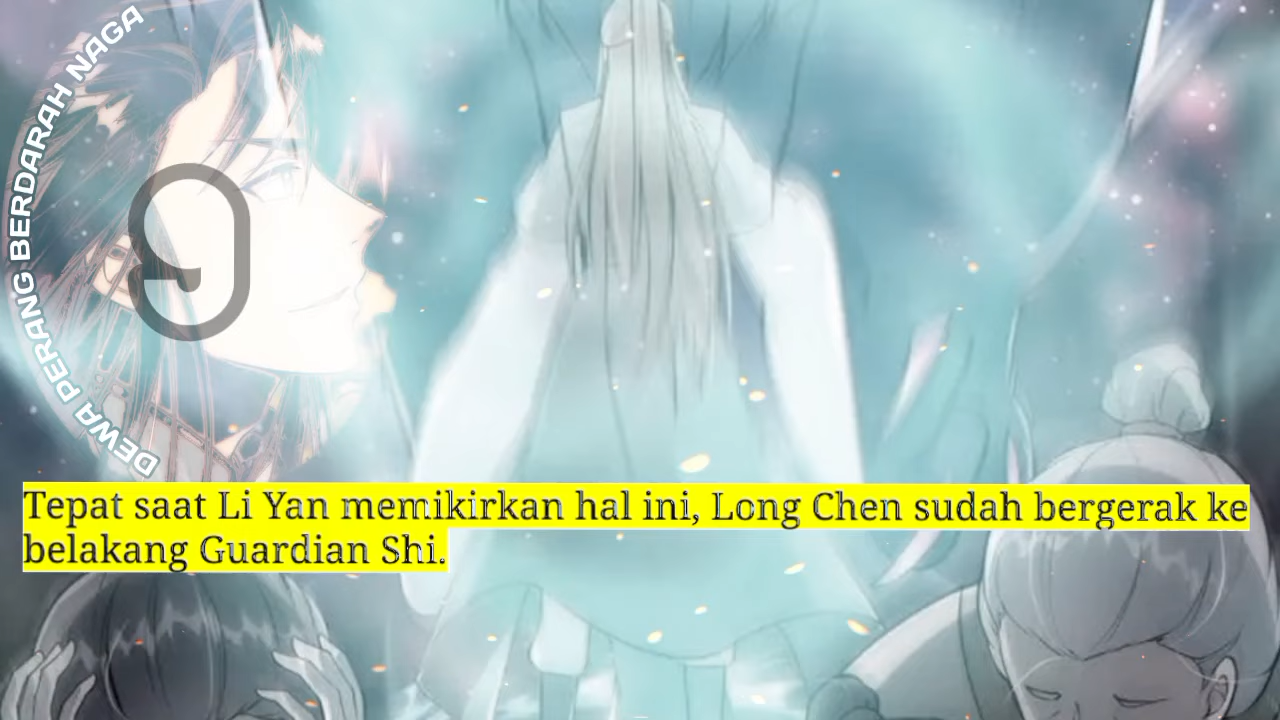 DEWA PERANG BERDARAH NAGA
Tepat saat Li Yan memikirkan hal ini, Long Chen sudah bergerak ke
belakang Guardian Shi.